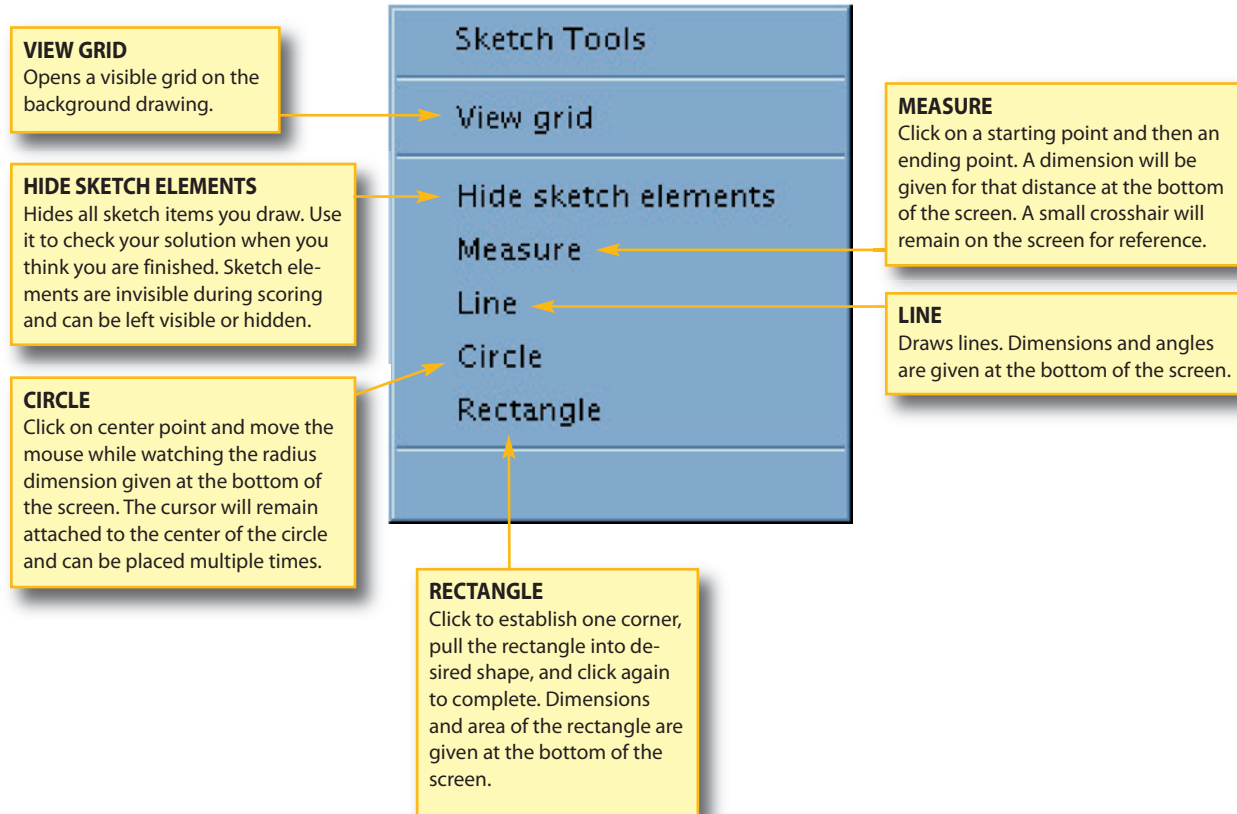 Sketch Tools
View grid
Hide sketch elements
Measure
Line
Circle
Rectangle
VIEW GRID
Opens a visible grid on the
background drawing.
HIDE SKETCH ELEMENTS
Hides all sketch items you draw. Use
it to check your solution when you
think you are finished. Sketch ele-
ments are invisible during scoring
and can be left visible or hidden.
CIRCLE
Click on center point and move the
mouse while watching the radius
dimension given at the bottom of
the screen. The cursor will remain
attached to the center of the circle
and can be placed multiple times.
MEASURE
Click on a starting point and then an
ending point. A dimension will be
given for that distance at the bottom
of the screen. A small crosshair will
remain on the screen for reference.
LINE
Draws lines. Dimensions and angles
are given at the bottom of the screen.
RECTANGLE
Click to establish one corner,
pull the rectangle into de-
sired shape, and click again
to complete. Dimensions
and area of the rectangle are
given at the bottom of the
screen.